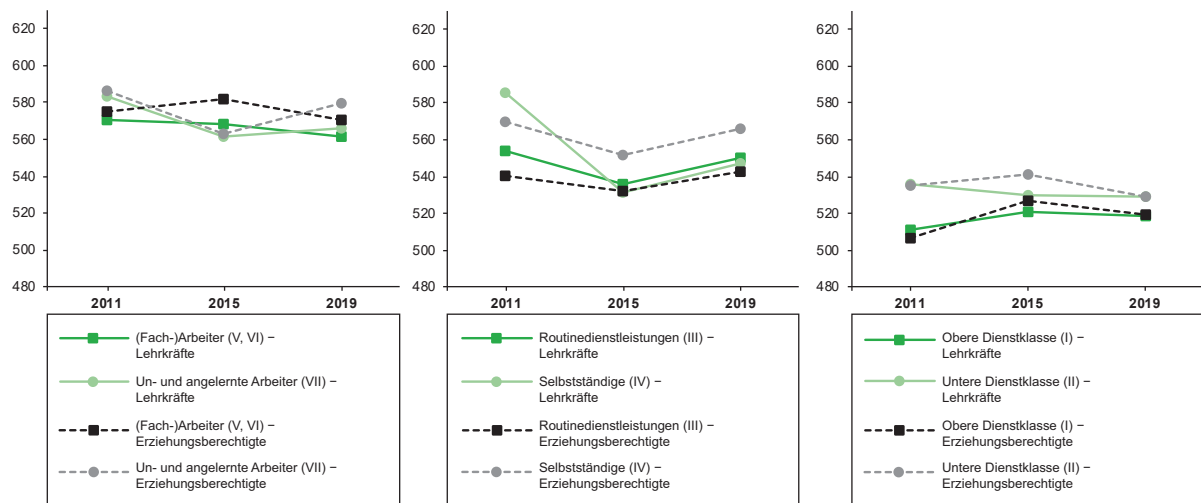 620
600
580
560
540
520
500
480
2011
2015
2019
(Fach-)Arbeiter (V, VI) –
Lehrkräfte
Un- und angelernte Arbeiter (VII) –
Lehrkräfte
(Fach-)Arbeiter (V, VI) –
Erziehungsberechtigte
Un- und angelernte Arbeiter (VII) –
Erziehungsberechtigte
620
600
580
560
540
520
500
480
2011
2015
2019
Routinedienstleistungen (III) –
Lehrkräfte
Selbstständige (IV) –
Lehrkräfte
Routinedienstleistungen (III) –
Erziehungsberechtigte
Selbstständige (IV) –
Erziehungsberechtigte
620
600
580
560
540
520
500
480
2011
2015
2019
Obere Dienstklasse (I) –
Lehrkräfte
Untere Dienstklasse (II) –
Lehrkräfte
Obere Dienstklasse (I) –
Erziehungsberechtigte
Untere Dienstklasse (II) –
Erziehungsberechtigte